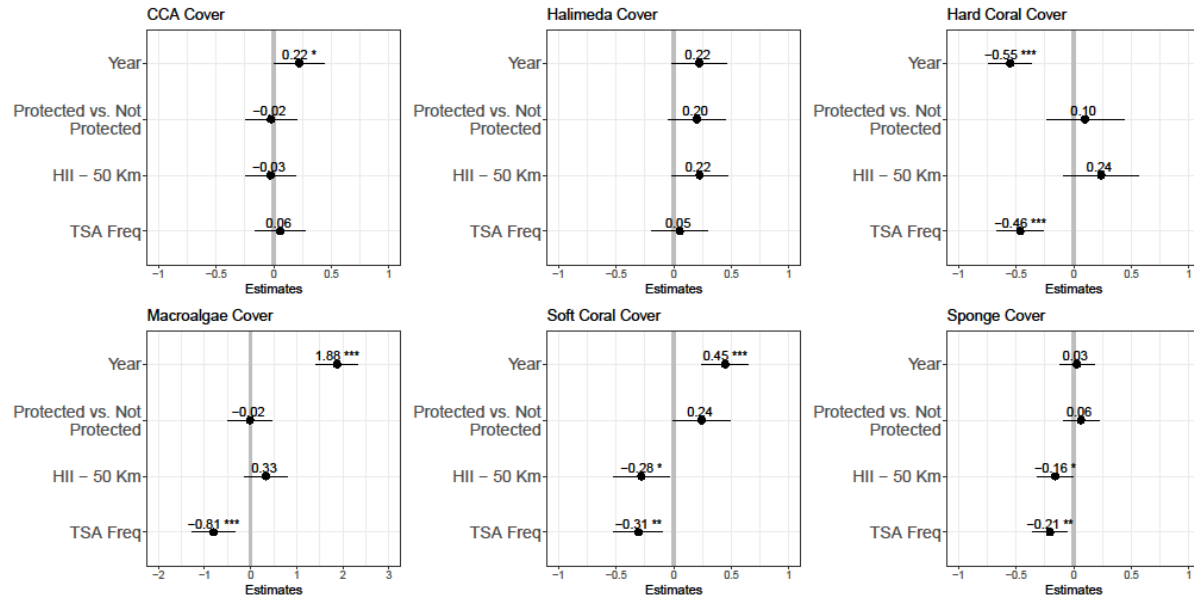 CCA Cover
Year
0.22 *
Protected vs. Not
Protected
−0.02
HII − 50 Km
−0.03
TSA Freq
0.06
−1 −0.5 0 0.5 1
Estimates
Halimeda Cover
Year
0.22
Protected vs. Not
Protected
0.20
HII − 50 Km
0.22
TSA Freq
0.05
−1 −0.5 0 0.5 1
Estimates
Hard Coral Cover
Year
−0.55 ***
Protected vs. Not
Protected
0.10
HII − 50 Km
0.24
TSA Freq
−0.46 ***
−1 −0.5 0 0.5 1
Estimates
Macroalgae Cover
Year
1.88 ***
Protected vs. Not
Protected
−0.02
HII − 50 Km
0.33
TSA Freq
−0.81 ***
−2 −1 0 1 2 3
Estimates
Soft Coral Cover
Year
0.45 ***
Protected vs. Not
Protected
0.24
HII − 50 Km
−0.28 *
TSA Freq
−0.31 **
−1 −0.5 0 0.5 1
Estimates
Sponge Cover
Year
0.03
Protected vs. Not
Protected
0.06
HII − 50 Km
−0.16 *
TSA Freq
−0.21 **
−1 −0.5 0 0.5 1
Estimates